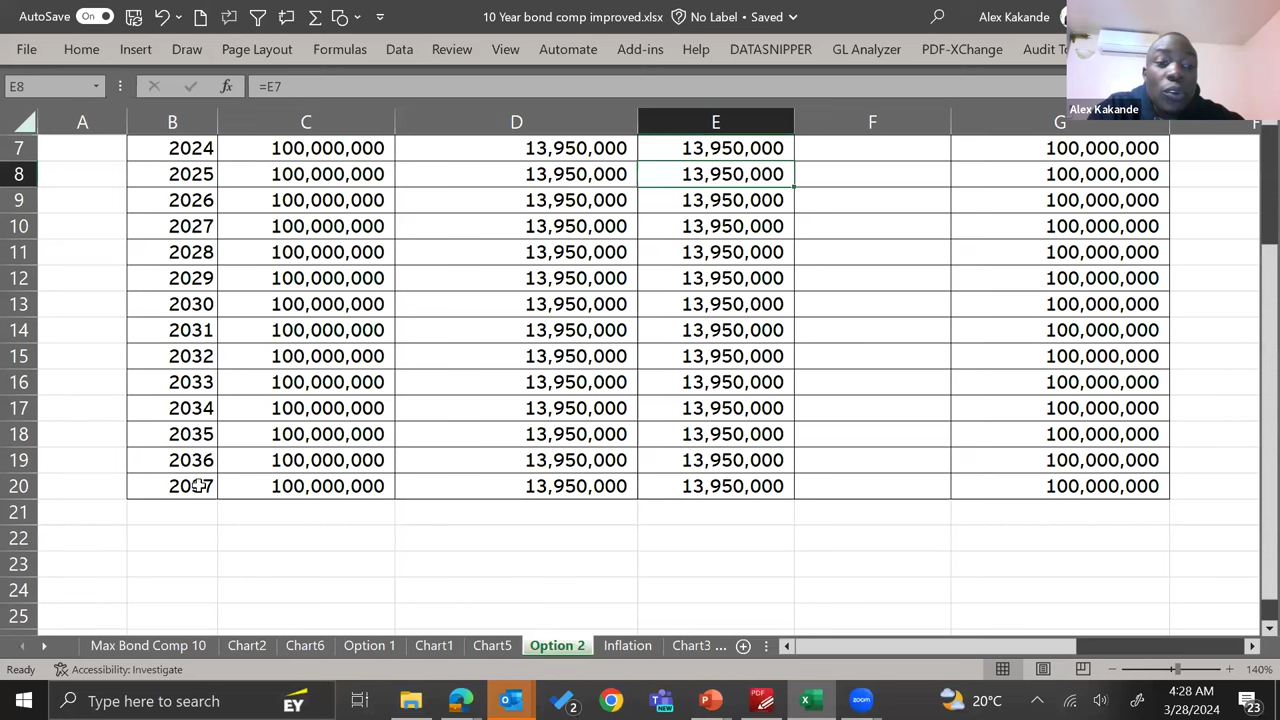 AutoSave On 10 Year bond comp improved.xlsx No Label • Saved Alex Kakande
File Home Insert Draw Page Layout Formulas Data Review View Automate Add-ins Help DATASNIPPER GL Analyzer PDF-XChange Audit To
E8 fx =E7
Alex Kakande
A B C D E F G
7 2024 100,000,000 13,950,000 13,950,000 100,000,000
8 2025 100,000,000 13,950,000 13,950,000 100,000,000
9 2026 100,000,000 13,950,000 13,950,000 100,000,000
10 2027 100,000,000 13,950,000 13,950,000 100,000,000
11 2028 100,000,000 13,950,000 13,950,000 100,000,000
12 2029 100,000,000 13,950,000 13,950,000 100,000,000
13 2030 100,000,000 13,950,000 13,950,000 100,000,000
14 2031 100,000,000 13,950,000 13,950,000 100,000,000
15 2032 100,000,000 13,950,000 13,950,000 100,000,000
16 2033 100,000,000 13,950,000 13,950,000 100,000,000
17 2034 100,000,000 13,950,000 13,950,000 100,000,000
18 2035 100,000,000 13,950,000 13,950,000 100,000,000
19 2036 100,000,000 13,950,000 13,950,000 100,000,000
20 2037 100,000,000 13,950,000 13,950,000 100,000,000
21
22
23
24
25
Max Bond Comp 10 Chart2 Chart6 Option 1 Chart1 Chart5 Option 2 Inflation Chart3 ...
Ready Accessibility: Investigate 140%
Type here to search EY 2 NEW PDF zoom 20°C 4:28 AM
3/28/2024 23